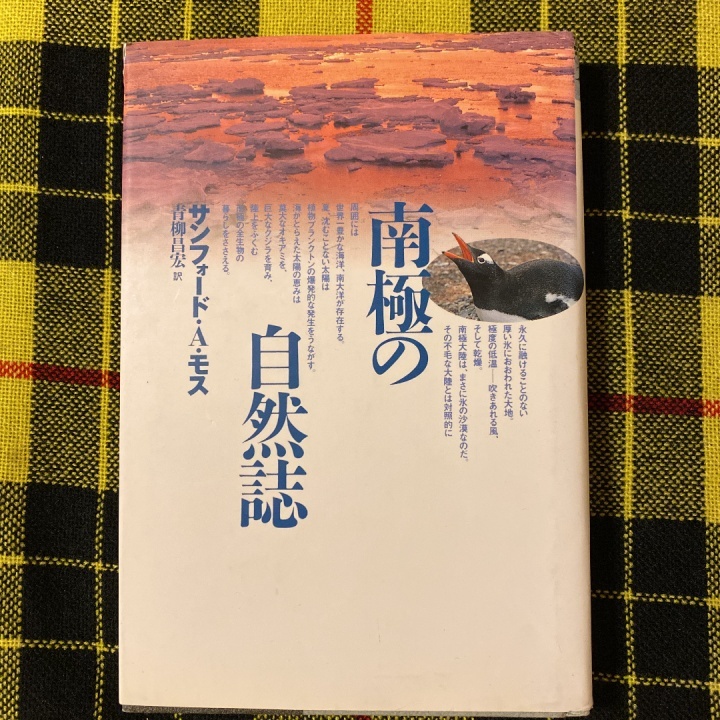 南極の
自然誌
永久に融けることのない
厚い氷におおわれた大地。
極度の低温──吹きあれる風、
そして乾燥。
南極大陸は、まさに氷の沙漠なのだ。
その不毛な大陸とは対照的に
周囲には
世界一豊かな海洋、南大洋が存在する。
夏、沈むことない太陽は
植物プランクトンの爆発的な発生をうながす。
海がとらえた太陽の恵みは
莫大なオキアミを、
巨大なクジラを育み、
陸上をふくむ
南極の全生物の
暮らしをささえる。
サンフォード・A・モス
青柳昌宏 訳